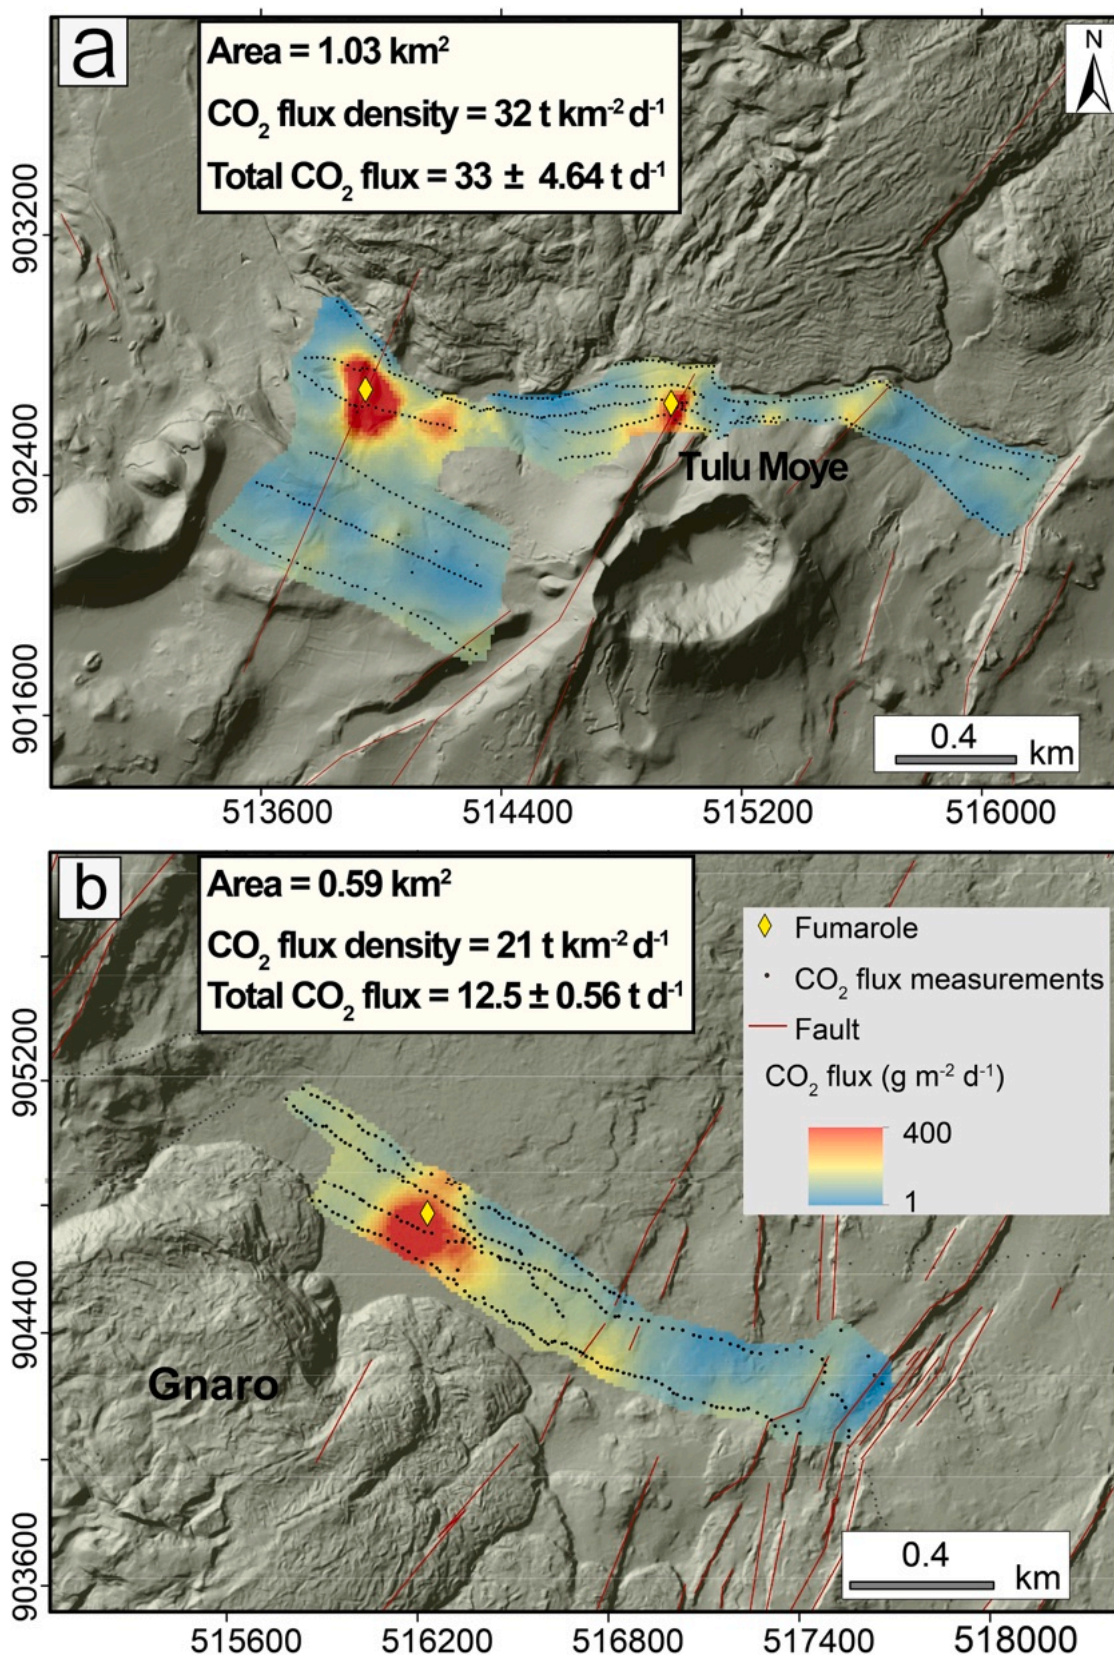 a
Area = 1.03 km²
CO₂ flux density = 32 t km⁻² d⁻¹
Total CO₂ flux = 33 ± 4.64 t d⁻¹
N
903200
902400
901600
Tulu Moye
0.4
km
513600 514400 515200 516000
b
Area = 0.59 km²
CO₂ flux density = 21 t km⁻² d⁻¹
Total CO₂ flux = 12.5 ± 0.56 t d⁻¹
Fumarole
CO₂ flux measurements
Fault
CO₂ flux (g m⁻² d⁻¹)
400
1
905200
904400
903600
Gnaro
0.4
km
515600 516200 516800 517400 518000